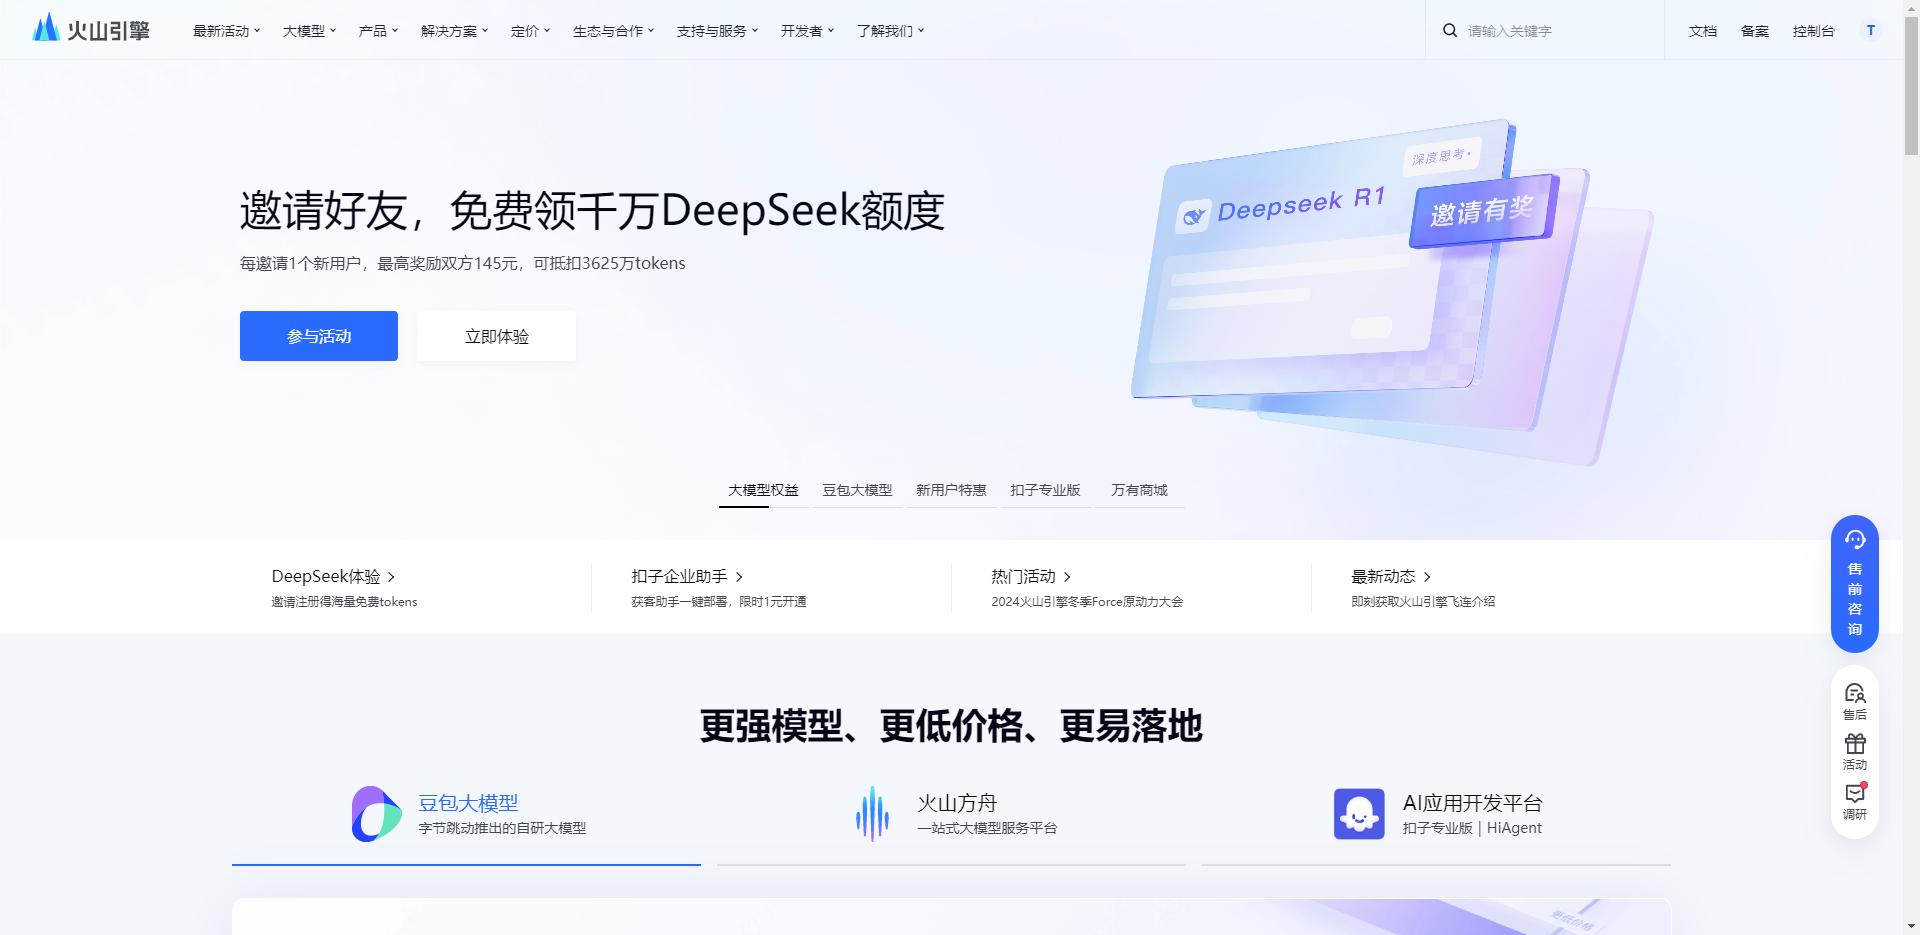 火山引擎
最新活动 大模型 产品 解决方案 定价 生态与合作 支持与服务 开发者 了解我们
请输入关键字
文档 备案 控制台 T
邀请好友，免费领千万DeepSeek额度
每邀请1个新用户，最高奖励双方145元，可抵扣3625万tokens
参与活动 立即体验
深度思考
Deepseek R1
邀请有奖
大模型权益 豆包大模型 新用户特惠 扣子专业版 万有商城
DeepSeek体验
邀请注册得海量免费tokens
扣子企业助手
获客助手一键部署，限时1元开通
热门活动
2024火山引擎冬季Force原动力大会
最新动态
即刻获取火山引擎飞连介绍
售前咨询
售后
活动
调研
更强模型、更低价格、更易落地
豆包大模型
字节跳动推出的自研大模型
火山方舟
一站式大模型服务平台
AI应用开发平台
扣子专业版 | HiAgent
更低价格